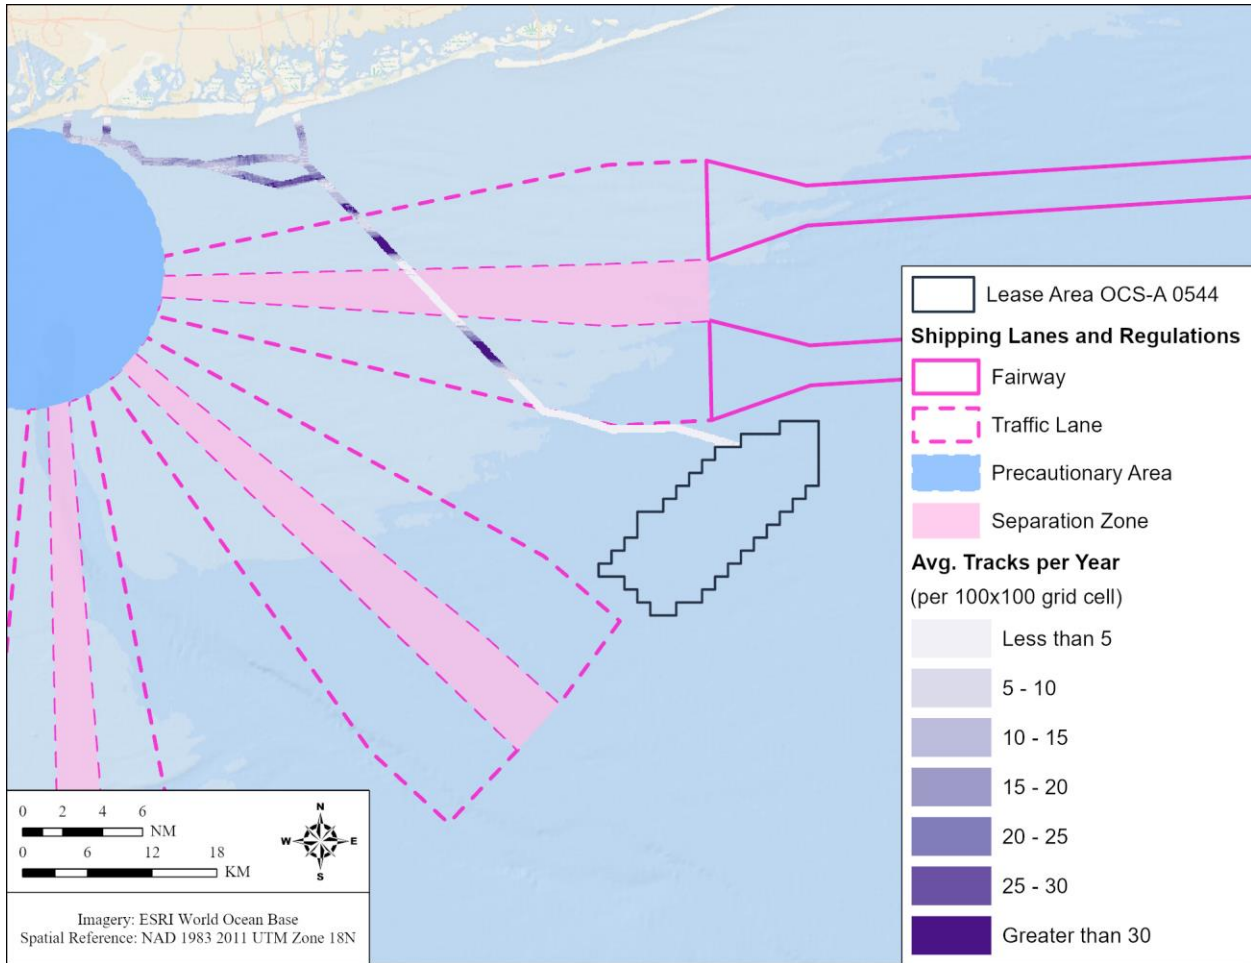 Lease Area OCS-A 0544
Shipping Lanes and Regulations
Fairway
Traffic Lane
Precautionary Area
Separation Zone
Avg. Tracks per Year
(per 100x100 grid cell)
Less than 5
5 - 10
10 - 15
15 - 20
20 - 25
25 - 30
Greater than 30
0 2 4 6
NM
0 6 12 18
KM
N
W E
S
Imagery: ESRI World Ocean Base
Spatial Reference: NAD 1983 2011 UTM Zone 18N